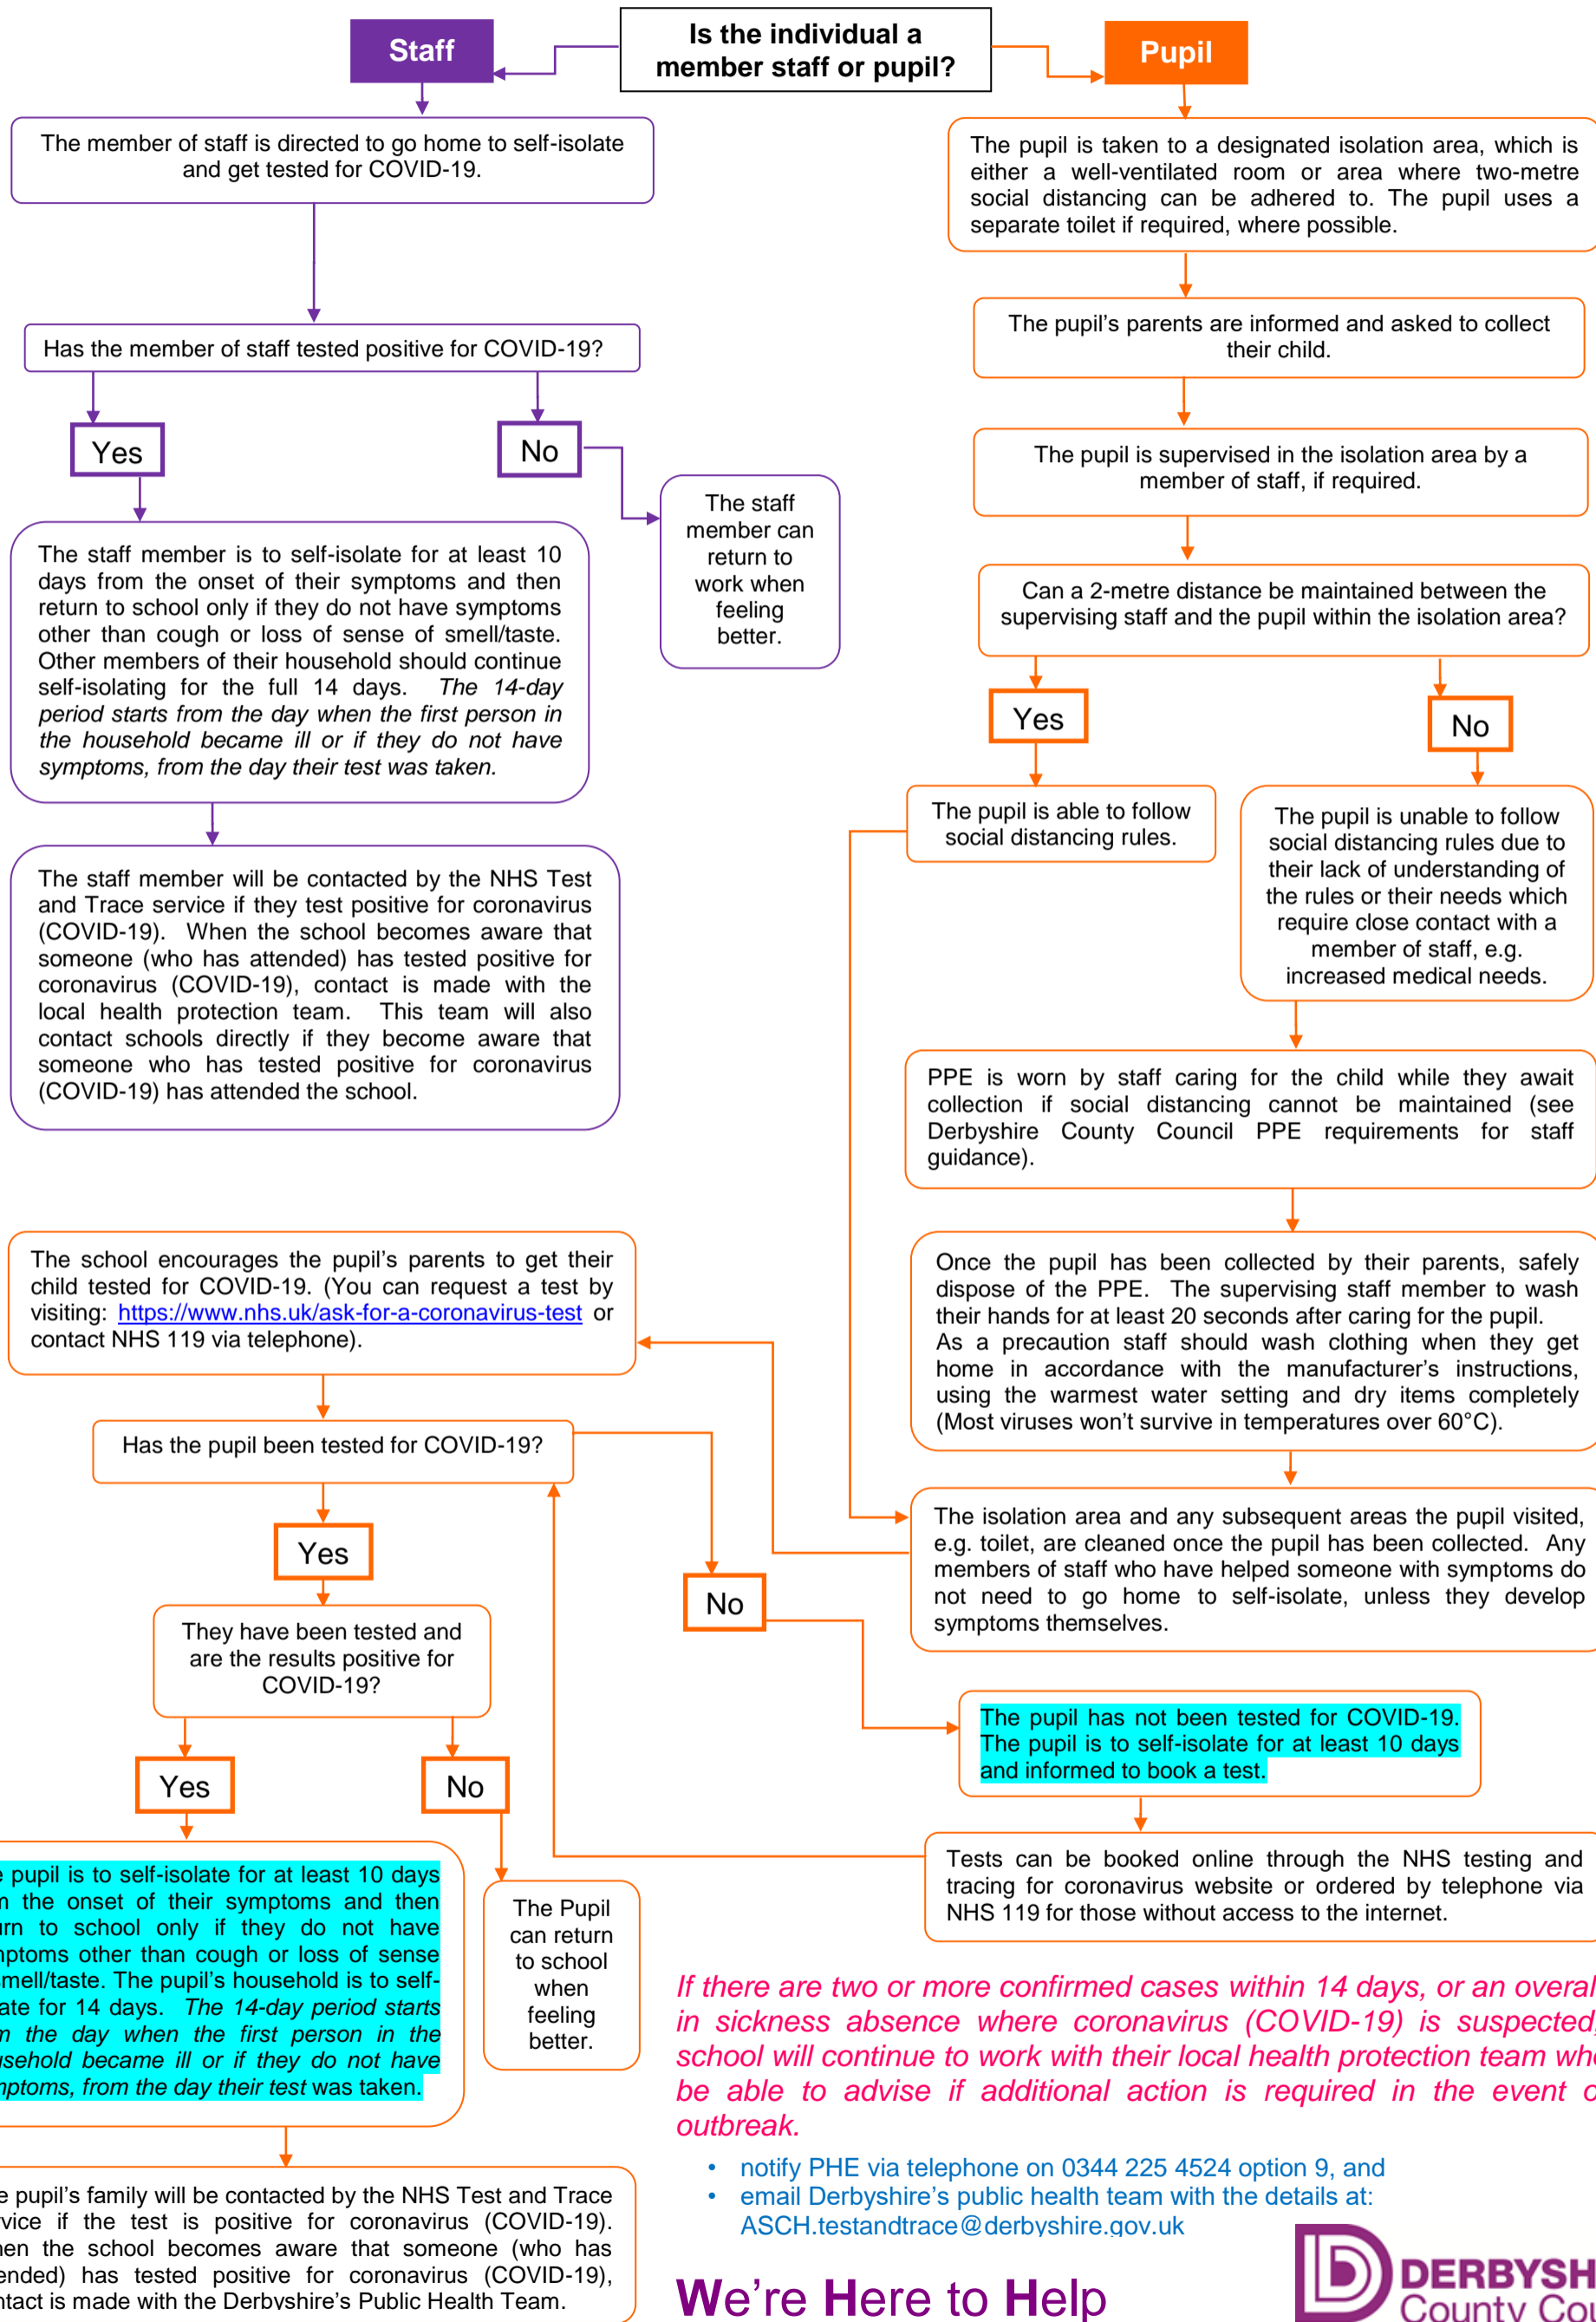 Is the individual a
member staff or pupil?
Staff
Pupil
The member of staff is directed to go home to self-isolate
and get tested for COVID-19.
Has the member of staff tested positive for COVID-19?
Yes
No
The staff
member can
return to
work when
feeling
better.
The staff member is to self-isolate for at least 10
days from the onset of their symptoms and then
return to school only if they do not have symptoms
other than cough or loss of sense of smell/taste.
Other members of their household should continue
self-isolating for the full 14 days. The 14-day
period starts from the day when the first person in
the household became ill or if they do not have
symptoms, from the day their test was taken.
The staff member will be contacted by the NHS Test
and Trace service if they test positive for coronavirus
(COVID-19). When the school becomes aware that
someone (who has attended) has tested positive for
coronavirus (COVID-19), contact is made with the
local health protection team. This team will also
contact schools directly if they become aware that
someone who has tested positive for coronavirus
(COVID-19) has attended the school.
The pupil is taken to a designated isolation area, which is
either a well-ventilated room or area where two-metre
social distancing can be adhered to. The pupil uses a
separate toilet if required, where possible.
The pupil's parents are informed and asked to collect
their child.
The pupil is supervised in the isolation area by a
member of staff, if required.
Can a 2-metre distance be maintained between the
supervising staff and the pupil within the isolation area?
Yes
No
The pupil is able to follow
social distancing rules.
The pupil is unable to follow
social distancing rules due to
their lack of understanding of
the rules or their needs which
require close contact with a
member of staff, e.g.
increased medical needs.
PPE is worn by staff caring for the child while they await
collection if social distancing cannot be maintained (see
Derbyshire County Council PPE requirements for staff
guidance).
Once the pupil has been collected by their parents, safely
dispose of the PPE. The supervising staff member to wash
their hands for at least 20 seconds after caring for the pupil.
As a precaution staff should wash clothing when they get
home in accordance with the manufacturer's instructions,
using the warmest water setting and dry items completely
(Most viruses won't survive in temperatures over 60°C).
The isolation area and any subsequent areas the pupil visited,
e.g. toilet, are cleaned once the pupil has been collected. Any
members of staff who have helped someone with symptoms do
not need to go home to self-isolate, unless they develop
symptoms themselves.
The school encourages the pupil's parents to get their
child tested for COVID-19. (You can request a test by
visiting: https://www.nhs.uk/ask-for-a-coronavirus-test or
contact NHS 119 via telephone).
Has the pupil been tested for COVID-19?
Yes
No
They have been tested and
are the results positive for
COVID-19?
Yes
No
The pupil has not been tested for COVID-19.
The pupil is to self-isolate for at least 10 days
and informed to book a test.
Tests can be booked online through the NHS testing and
tracing for coronavirus website or ordered by telephone via
NHS 119 for those without access to the internet.
pupil is to self-isolate for at least 10 days
the onset of their symptoms and then
to school only if they do not have
other than cough or loss of sense
smell/taste. The pupil's household is to self-
for 14 days. The 14-day period starts
the day when the first person in the
became ill or if they do not have
from the day their test was taken.
The Pupil
can return
to school
when
feeling
better.
pupil's family will be contacted by the NHS Test and Trace
if the test is positive for coronavirus (COVID-19).
the school becomes aware that someone (who has
has tested positive for coronavirus (COVID-19),
is made with the Derbyshire's Public Health Team.
If there are two or more confirmed cases within 14 days, or an overall
in sickness absence where coronavirus (COVID-19) is suspected,
school will continue to work with their local health protection team who
be able to advise if additional action is required in the event
outbreak.
• notify PHE via telephone on 0344 225 4524 option 9, and
• email Derbyshire's public health team with the details at:
ASCH.testandtrace@derbyshire.gov.uk
We're Here to Help
DERBYSHI
County Cou